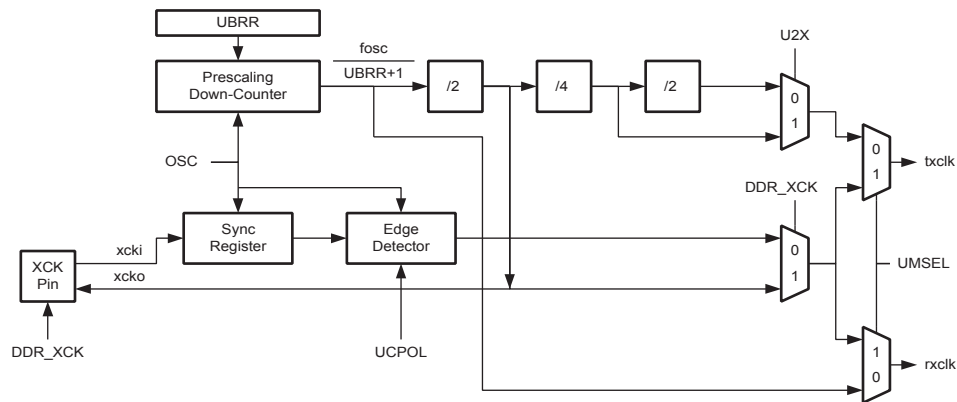 UBRR
fosc
UBRR+1
U2X
Prescaling
Down-Counter
/2
/4
/2
0
1
OSC
0
1
txclk
DDR_XCK
Sync
Register
Edge
Detector
0
1
xcki
XCK
Pin
xcko
UMSEL
DDR_XCK
UCPOL
1
0
rxclk